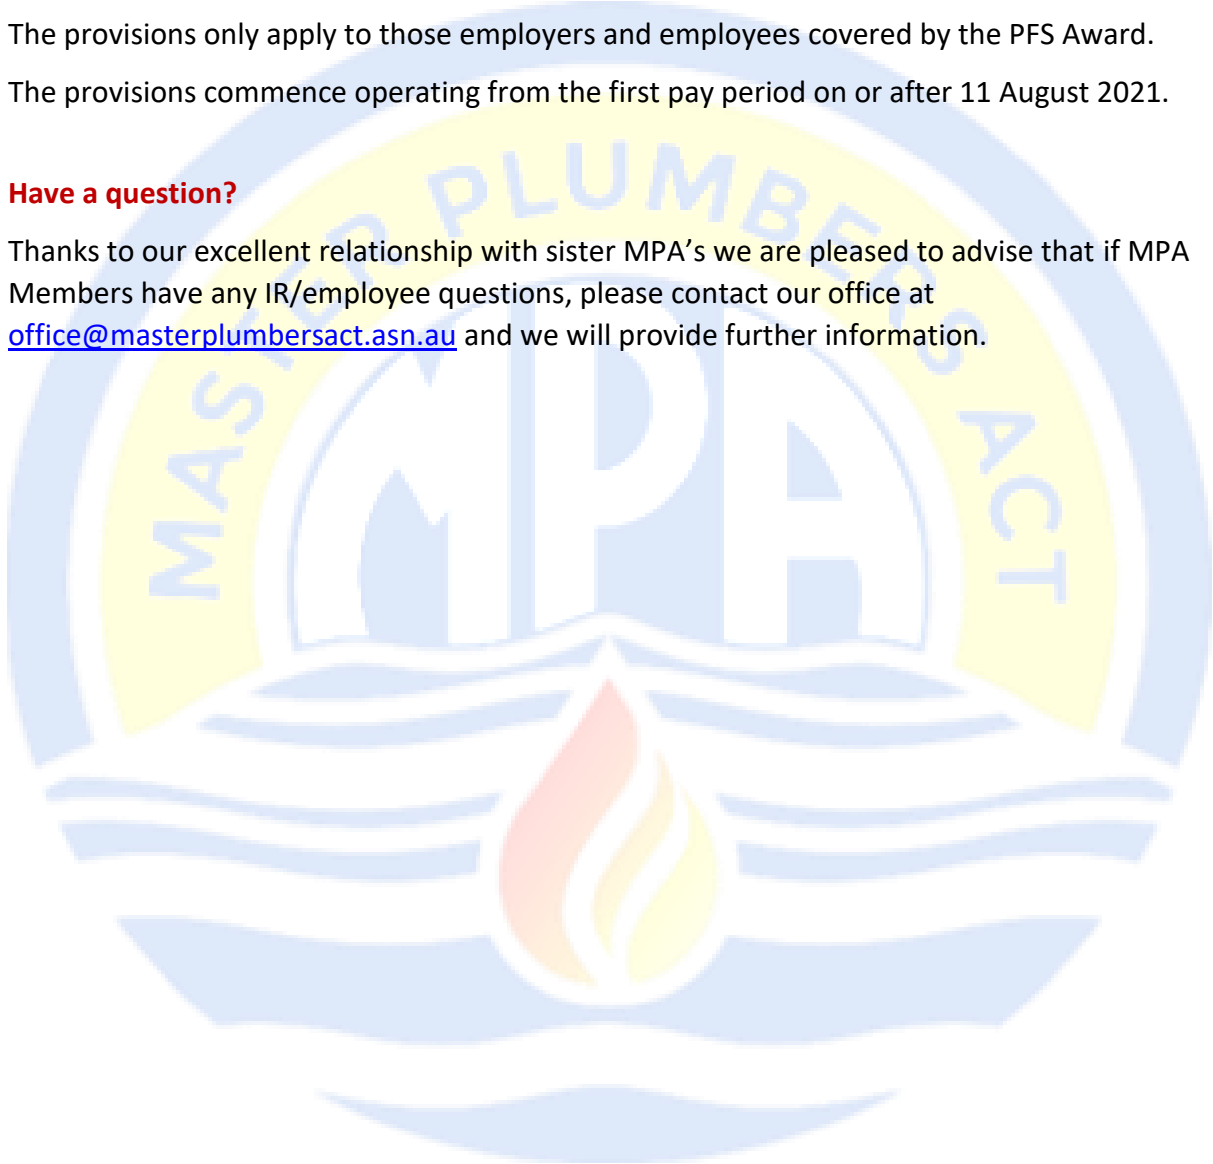 The provisions only apply to those employers and employees covered by the PFS Award.
The provisions commence operating from the first pay period on or after 11 August 2021.
Have a question?
Thanks to our excellent relationship with sister MPA’s we are pleased to advise that if MPA
Members have any IR/employee questions, please contact our office at
office@masterplumbersact.asn.au and we will provide further information.
MASTER PLUMBERS ACT
MPA